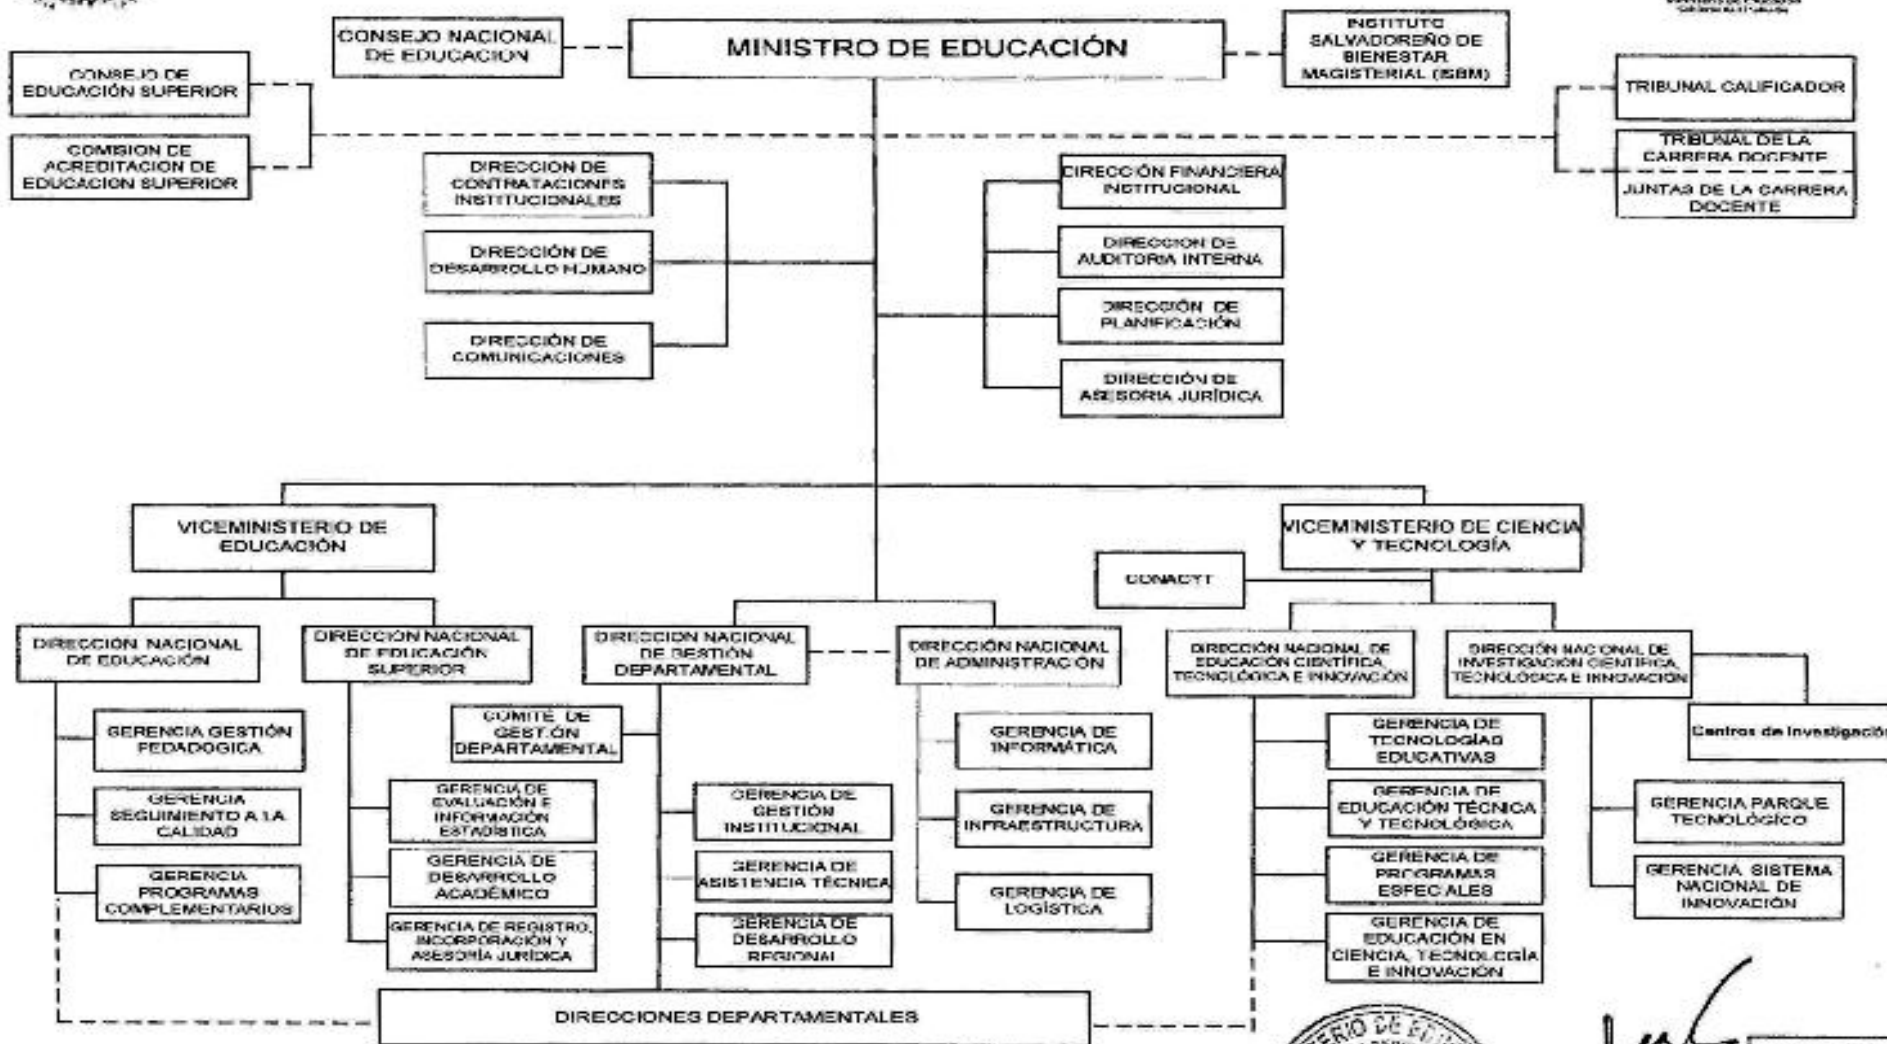 CONSEJO NACIONAL
DE EDUCACION
MINISTRO DE EDUCACIÓN
INSTITUTO
SALVADOREÑO DE
BIENESTAR
MAGISTERIAL (ISBM)
CONSEJO DE
EDUCACIÓN SUPERIOR
TRIBUNAL CALIFICADOR
COMISION DE
ACREDITACION DE
EDUCACION SUPERIOR
TRIBUNAL DE LA
CARRERA DOCENTE
JUNTAS DE LA CARRERA
DOCENTE
DIRECCION DE
CONTRATACIONES
INSTITUCIONALES
DIRECCIÓN FINANCIERA
INSTITUCIONAL
DIRECCIÓN DE
DESARROLLO HUMANO
DIRECCION DE
AUDITORIA INTERNA
DIRECCIÓN DE
PLANIFICACIÓN
DIRECCIÓN DE
COMUNICACIONES
DIRECCIÓN DE
ASESORIA JURÍDICA
VICEMINISTERIO DE
EDUCACIÓN
VICEMINISTERIO DE CIENCIA
Y TECNOLOGÍA
CONACYT
DIRECCIÓN NACIONAL
DE EDUCACIÓN
DIRECCIÓN NACIONAL
DE EDUCACIÓN
SUPERIOR
DIRECCION NACIONAL
DE GESTIÓN
DEPARTAMENTAL
DIRECCIÓN NACIONAL
DE ADMINISTRACIÓN
DIRECCIÓN NACIONAL DE
EDUCACIÓN CIENTÍFICA,
TECNOLÓGICA E INNOVACIÓN
DIRECCIÓN NACIONAL DE
INVESTIGACIÓN CIENTÍFICA,
TECNOLÓGICA E INNOVACIÓN
GERENCIA GESTIÓN
PEDADOGICA
GERENCIA
SEGUIMIENTO A LA
CALIDAD
GERENCIA
PROGRAMAS
COMPLEMENTARIOS
GERENCIA DE
EVALUACIÓN E
INFORMACIÓN
ESTADÍSTICA
GERENCIA DE
DESARROLLO
ACADÉMICO
GERENCIA DE REGISTRO,
INCORPORACIÓN Y
ASESORÍA JURÍDICA
COMITÉ DE
GESTIÓN
DEPARTAMENTAL
GERENCIA DE
GESTIÓN
INSTITUCIONAL
GERENCIA DE
ASISTENCIA TÉCNICA
GERENCIA DE
DESARROLLO
REGIONAL
GERENCIA DE
INFORMÁTICA
GERENCIA DE
INFRAESTRUCTURA
GERENCIA DE
LOGÍSTICA
GERENCIA DE
TECNOLOGÍAS
EDUCATIVAS
GERENCIA DE
EDUCACIÓN TÉCNICA
Y TECNOLÓGICA
GERENCIA DE
PROGRAMAS
ESPECIALES
GERENCIA DE
EDUCACIÓN EN
CIENCIA, TECNOLOGÍA
E INNOVACIÓN
Centros de Investigación
GERENCIA PARQUE
TECNOLÓGICO
GERENCIA SISTEMA
NACIONAL DE
INNOVACIÓN
DIRECCIONES DEPARTAMENTALES